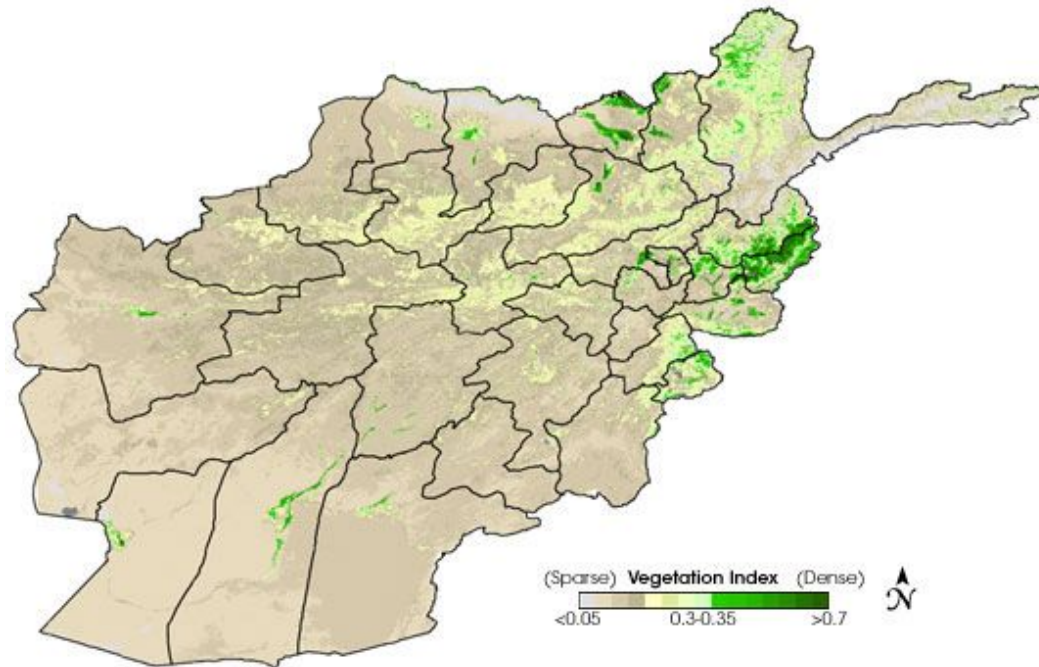 (Sparse) Vegetation Index (Dense)
<0.05 0.3-0.35 >0.7
N